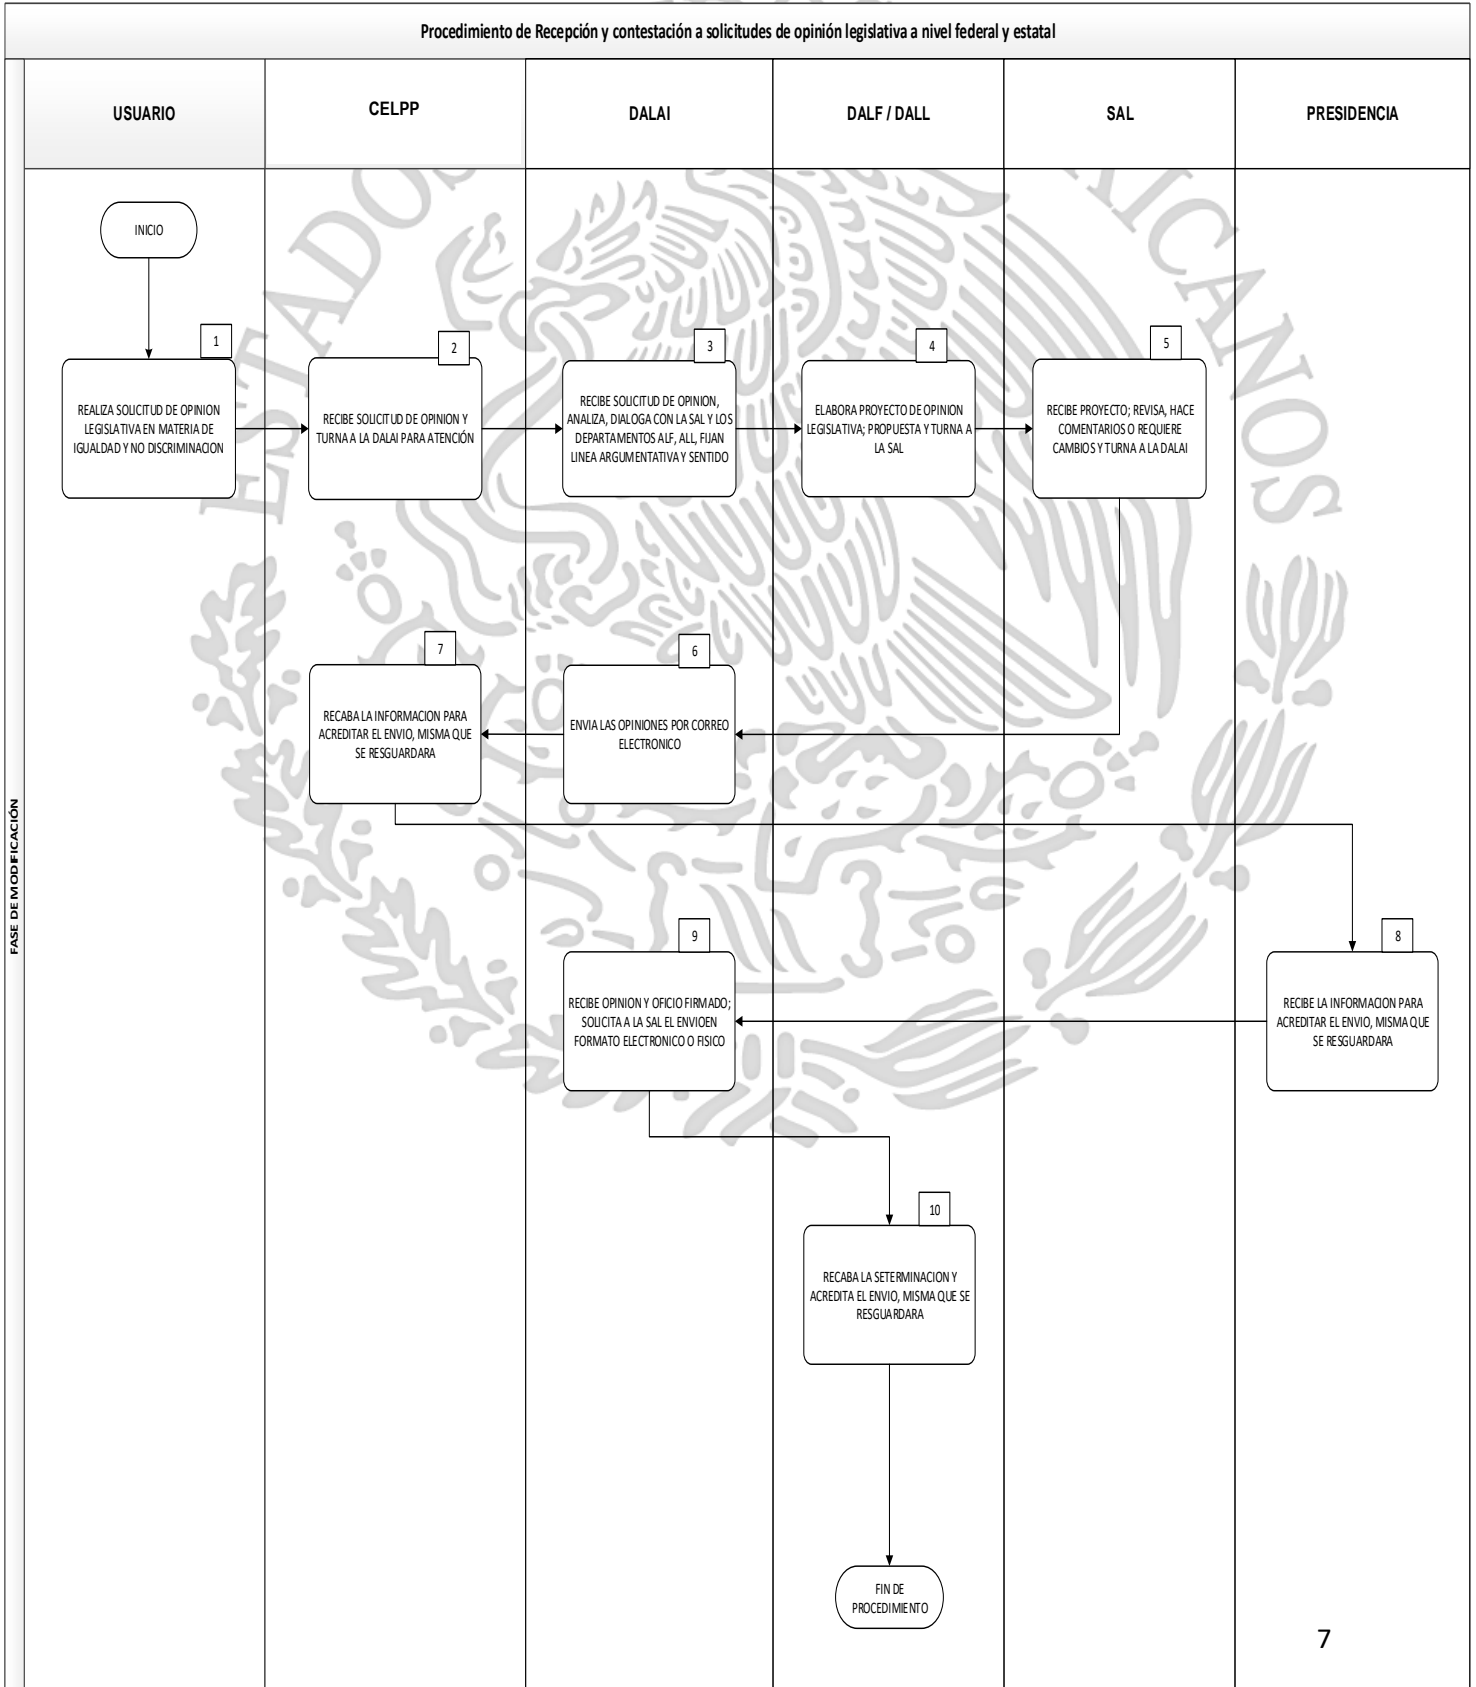 Procedimiento de Recepción y contestación a solicitudes de opinión legislativa a nivel federal y estatal
USUARIO
CELPP
DALAI
DALF / DALL
SAL
PRESIDENCIA
FASE DE MODIFICACIÓN
ESTADOS
RICANOS
INICIO
1
REALIZA SOLICITUD DE OPINION
LEGISLATIVA EN MATERIA DE
IGUALDAD Y NO DISCRIMINACION
2
RECIBE SOLICITUD DE OPINION Y
TURNA A LA DALAI PARA ATENCIÓN
3
RECIBE SOLICITUD DE OPINION,
ANALIZA, DIALOGA CON LA SAL Y LOS
DEPARTAMENTOS ALF, ALL, FIJAN
LINEA ARGUMENTATIVA Y SENTIDO
4
ELABORA PROYECTO DE OPINION
LEGISLATIVA; PROPUESTA Y TURNA A
LA SAL
5
RECIBE PROYECTO; REVISA, HACE
COMENTARIOS O REQUIERE
CAMBIOS Y TURNA A LA DALAI
6
ENVIA LAS OPINIONES POR CORREO
ELECTRONICO
7
RECABA LA INFORMACION PARA
ACREDITAR EL ENVIO, MISMA QUE
SE RESGUARDARA
8
RECIBE LA INFORMACION PARA
ACREDITAR EL ENVIO, MISMA QUE
SE RESGUARDARA
9
RECIBE OPINION Y OFICIO FIRMADO;
SOLICITA A LA SAL EL ENVIOEN
FORMATO ELECTRONICO O FISICO
10
RECABA LA SETERMINACION Y
ACREDITA EL ENVIO, MISMA QUE SE
RESGUARDARA
FIN DE
PROCEDIMIENTO
7